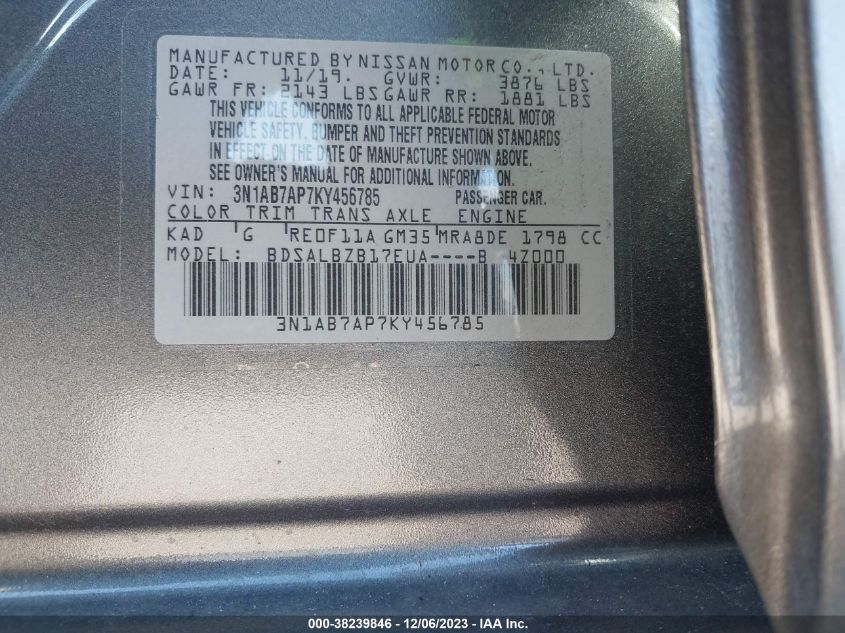 MANUFACTURED BY NISSAN MOTOR CO., LTD.
DATE: 11/19. GVWR: 3876 LBS
GAWR FR: 2143 LBS GAWR RR: 1881 LBS
THIS VEHICLE CONFORMS TO ALL APPLICABLE FEDERAL MOTOR
VEHICLE SAFETY, BUMPER AND THEFT PREVENTION STANDARDS
IN EFFECT ON THE DATE OF MANUFACTURE SHOWN ABOVE.
SEE OWNER'S MANUAL FOR ADDITIONAL INFORMATION.
VIN: 3N1AB7AP7KY456785 PASSENGER CAR.
COLOR TRIM TRANS AXLE ENGINE
KAD G RE0F11A GM35 MRA8DE 1798 CC
MODEL: BDSALBZB17EUA----B 4Z000
3N1AB7AP7KY456785
000-38239846 - 12/06/2023 - IAA Inc.